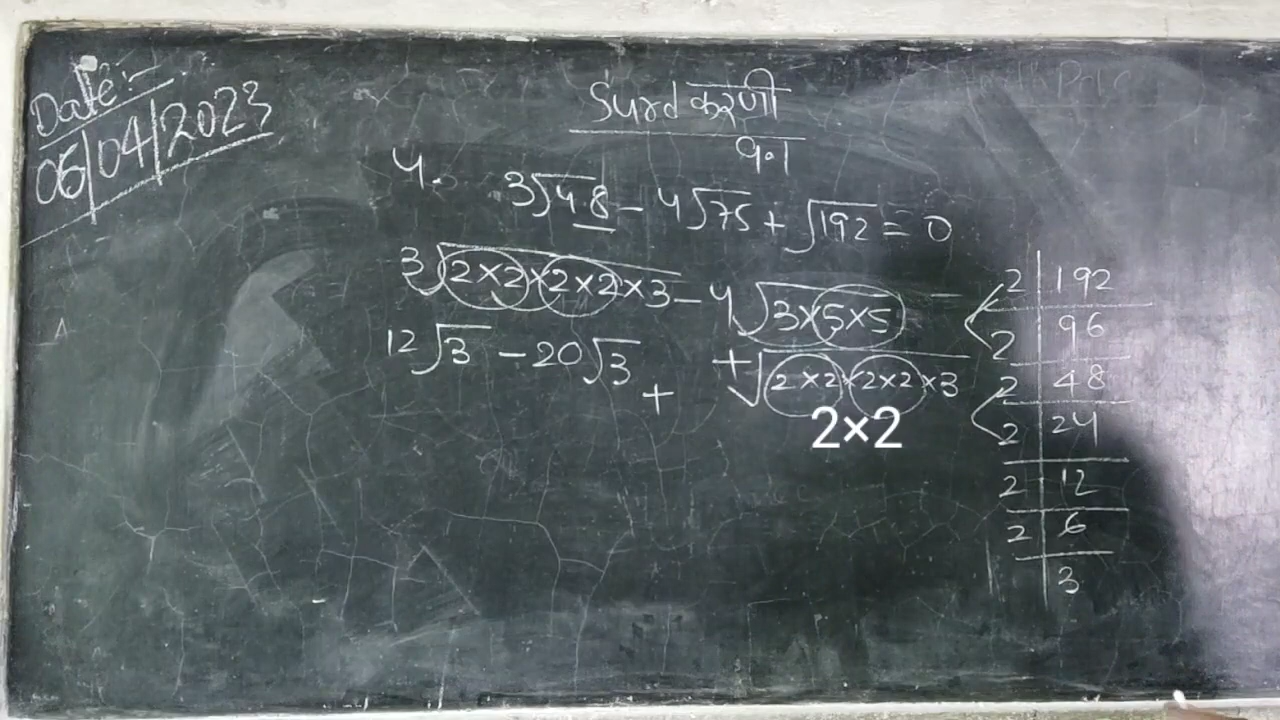 Date:-
06/04/2023
Surd करणी
9.1
4. 3√48 - 4√75 + √192 = 0
3√2×2×2×2×3 - 4√3×5×5
+√2×2×2×2×3
2×2
12√3 - 20√3 +
2 | 192
2 | 96
2 | 48
2 | 24
2 | 12
2 | 6
3